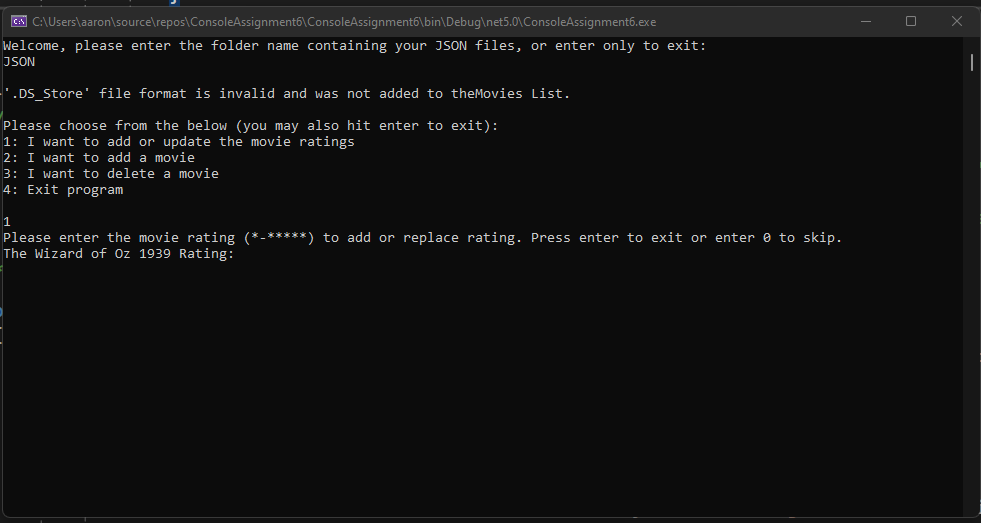 C:\Users\aaron\source\repos\ConsoleAssignment6\ConsoleAssignment6\bin\Debug\net5.0\ConsoleAssignment6.exe
Welcome, please enter the folder name containing your JSON files, or enter only to exit:
JSON
'.DS_Store' file format is invalid and was not added to theMovies List.
Please choose from the below (you may also hit enter to exit):
1: I want to add or update the movie ratings
2: I want to add a movie
3: I want to delete a movie
4: Exit program
1
Please enter the movie rating (*-*****) to add or replace rating. Press enter to exit or enter 0 to skip.
The Wizard of Oz 1939 Rating: